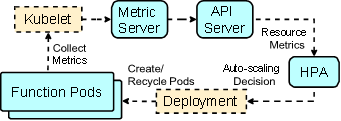 Kubelet
Metric
Server
API
Server
Resource
Metrics
Collect
Metrics
HPA
Auto-scaling
Decision
Create/
Recycle Pods
Function Pods
Deployment